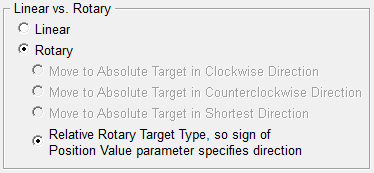 Linear vs. Rotary
Linear
Rotary
Move to Absolute Target in Clockwise Direction
Move to Absolute Target in Counterclockwise Direction
Move to Absolute Target in Shortest Direction
Relative Rotary Target Type, so sign of
Position Value parameter specifies direction